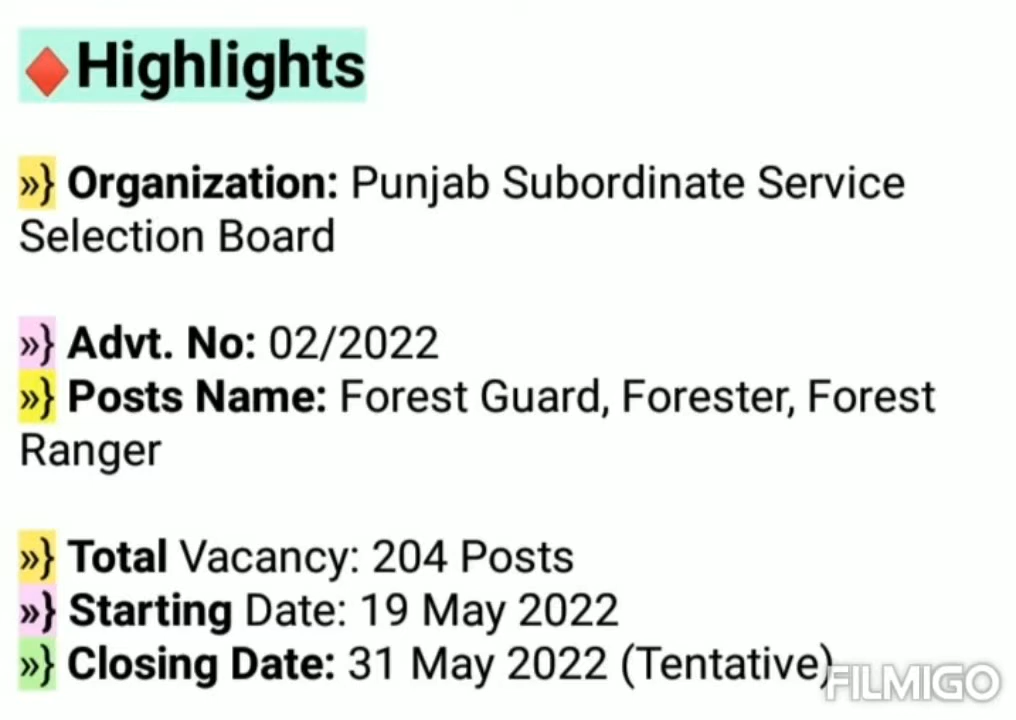 ♦Highlights
»} Organization: Punjab Subordinate Service
Selection Board
»} Advt. No: 02/2022
»} Posts Name: Forest Guard, Forester, Forest
Ranger
»} Total Vacancy: 204 Posts
»} Starting Date: 19 May 2022
»} Closing Date: 31 May 2022 (Tentative)
FILMIGO